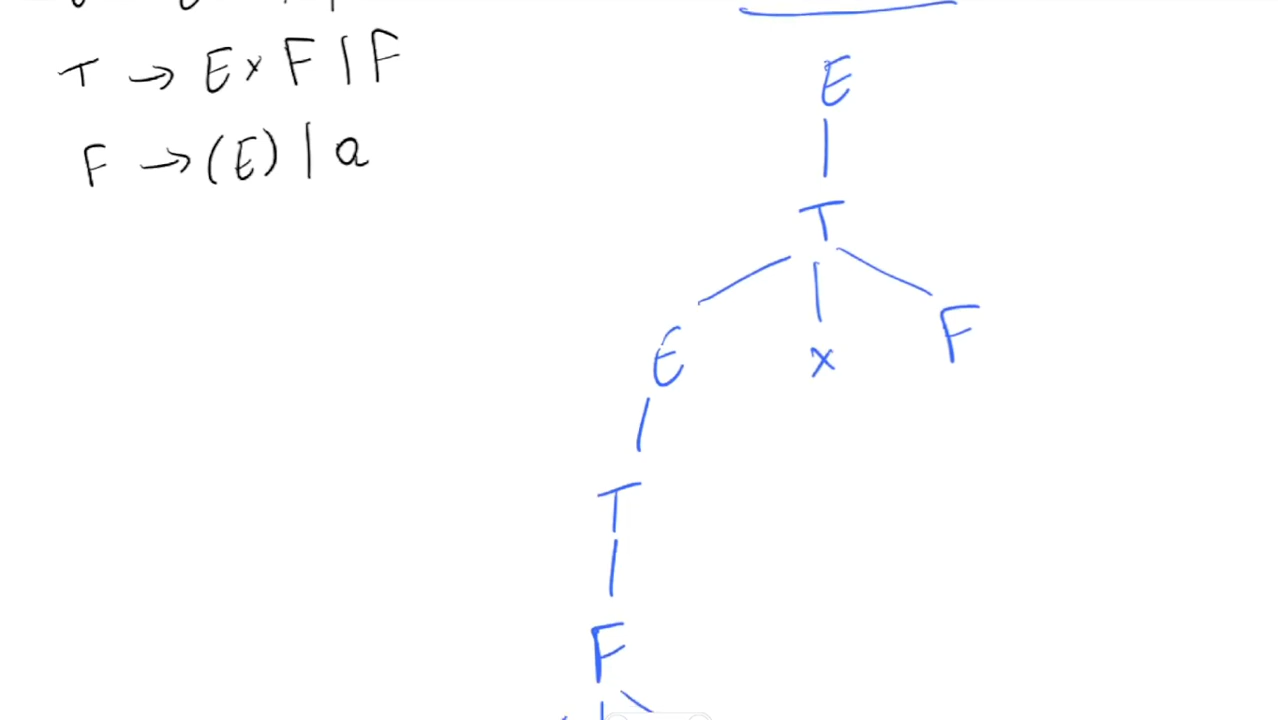 T → E × F | F
F → (E) | a
E
T
E × F
T
F